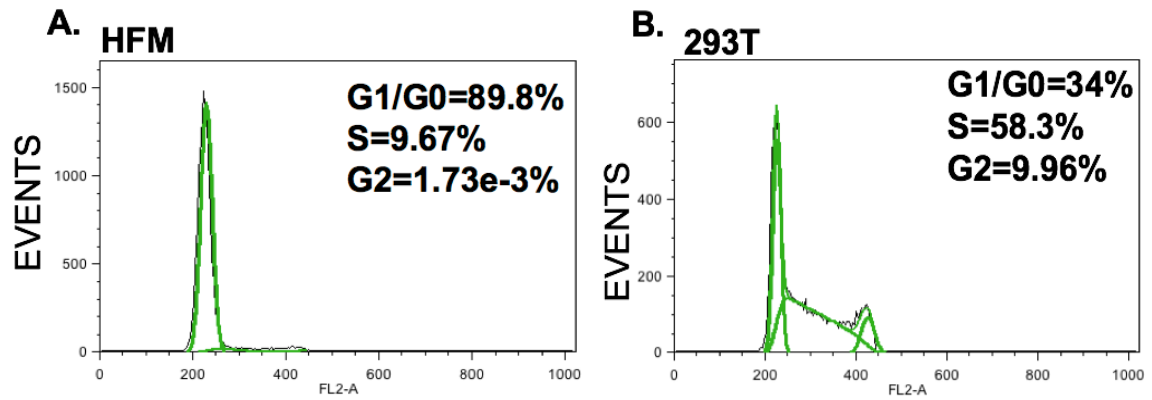 A.
HFM
G1/G0=89.8%
S=9.67%
G2=1.73e-3%
EVENTS
1500
1000
500
0
0 200 400 600 800 1000
FL2-A
B.
293T
G1/G0=34%
S=58.3%
G2=9.96%
EVENTS
600
400
200
0
0 200 400 600 800 1000
FL2-A